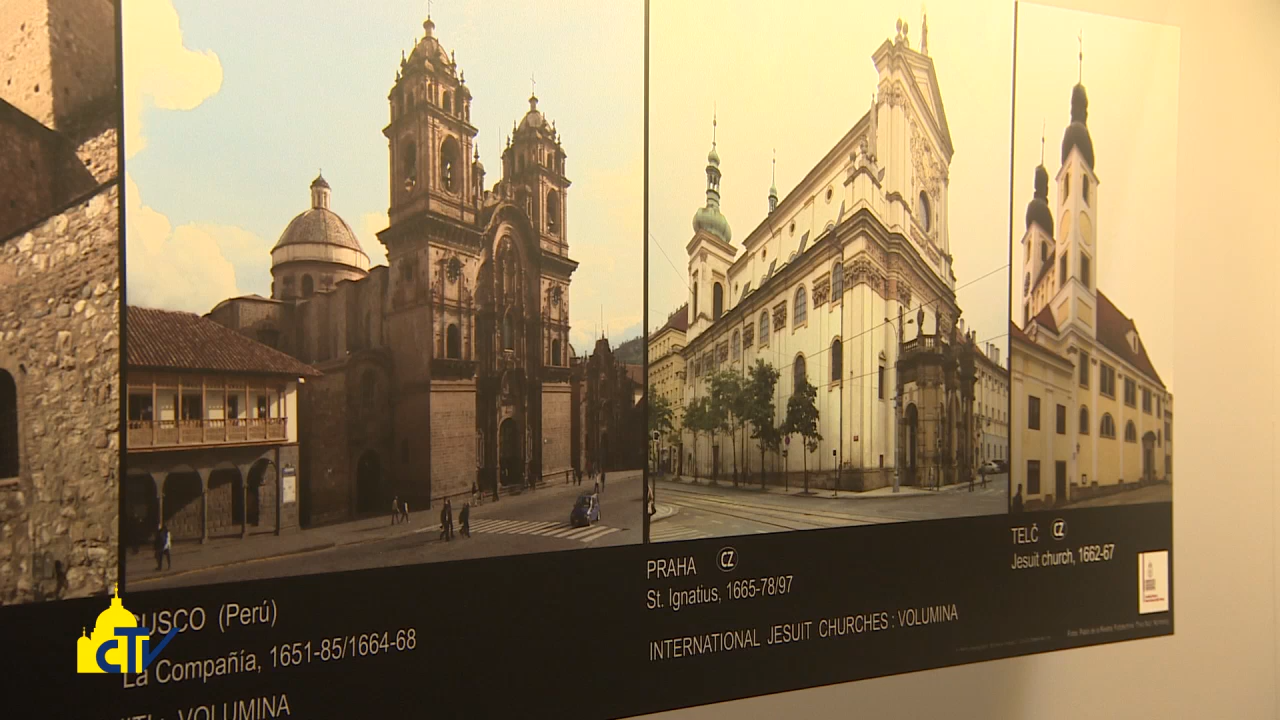 CUSCO (Perú)
La Compañía, 1651-85/1664-68
VOLUMINA
PRAHA CZ
St. Ignatius, 1665-78/97
INTERNATIONAL JESUIT CHURCHES : VOLUMINA
TELČ CZ
Jesuit church, 1662-67
CTV